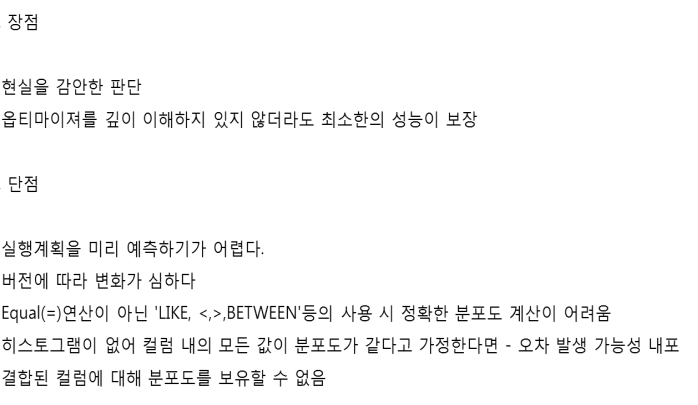 장점
현실을 감안한 판단
옵티마이져를 깊이 이해하지 있지 않더라도 최소한의 성능이 보장
단점
실행계획을 미리 예측하기가 어렵다.
버전에 따라 변화가 심하다
Equal(=)연산이 아닌 'LIKE, <,>,BETWEEN'등의 사용 시 정확한 분포도 계산이 어려움
히스토그램이 없어 컬럼 내의 모든 값이 분포도가 같다고 가정한다면 - 오차 발생 가능성 내포
결합된 컬럼에 대해 분포도를 보유할 수 없음